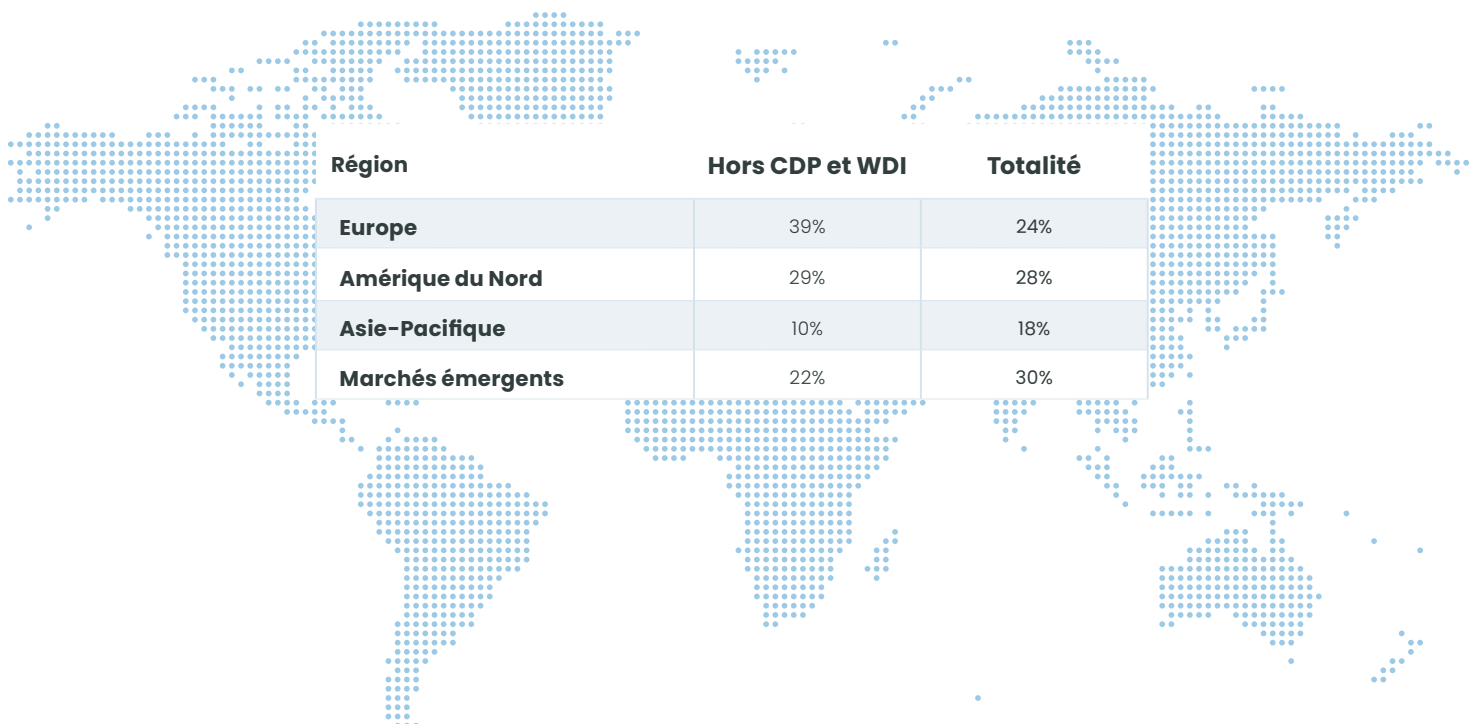 Région Hors CDP et WDI Totalité
Europe 39% 24%
Amérique du Nord 29% 28%
Asie-Pacifique 10% 18%
Marchés émergents 22% 30%